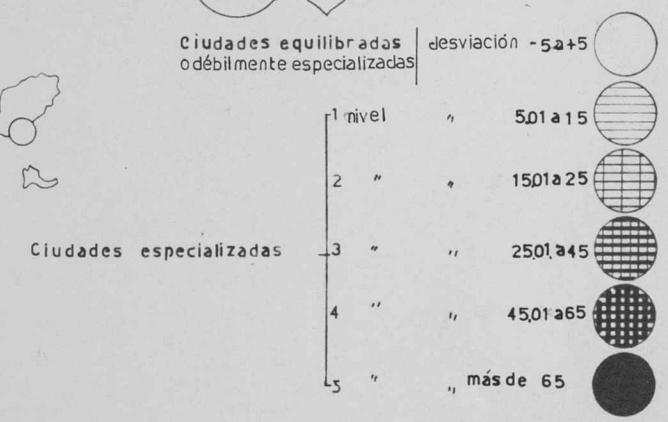 Ciudades equilibradas desviación -5a+5
o débilmente especializadas
1 nivel " 5,01 a 15
2 " " 15,01 a 25
Ciudades especializadas 3 " " 25,01 a 45
4 " " 45,01 a 65
5 " " más de 65